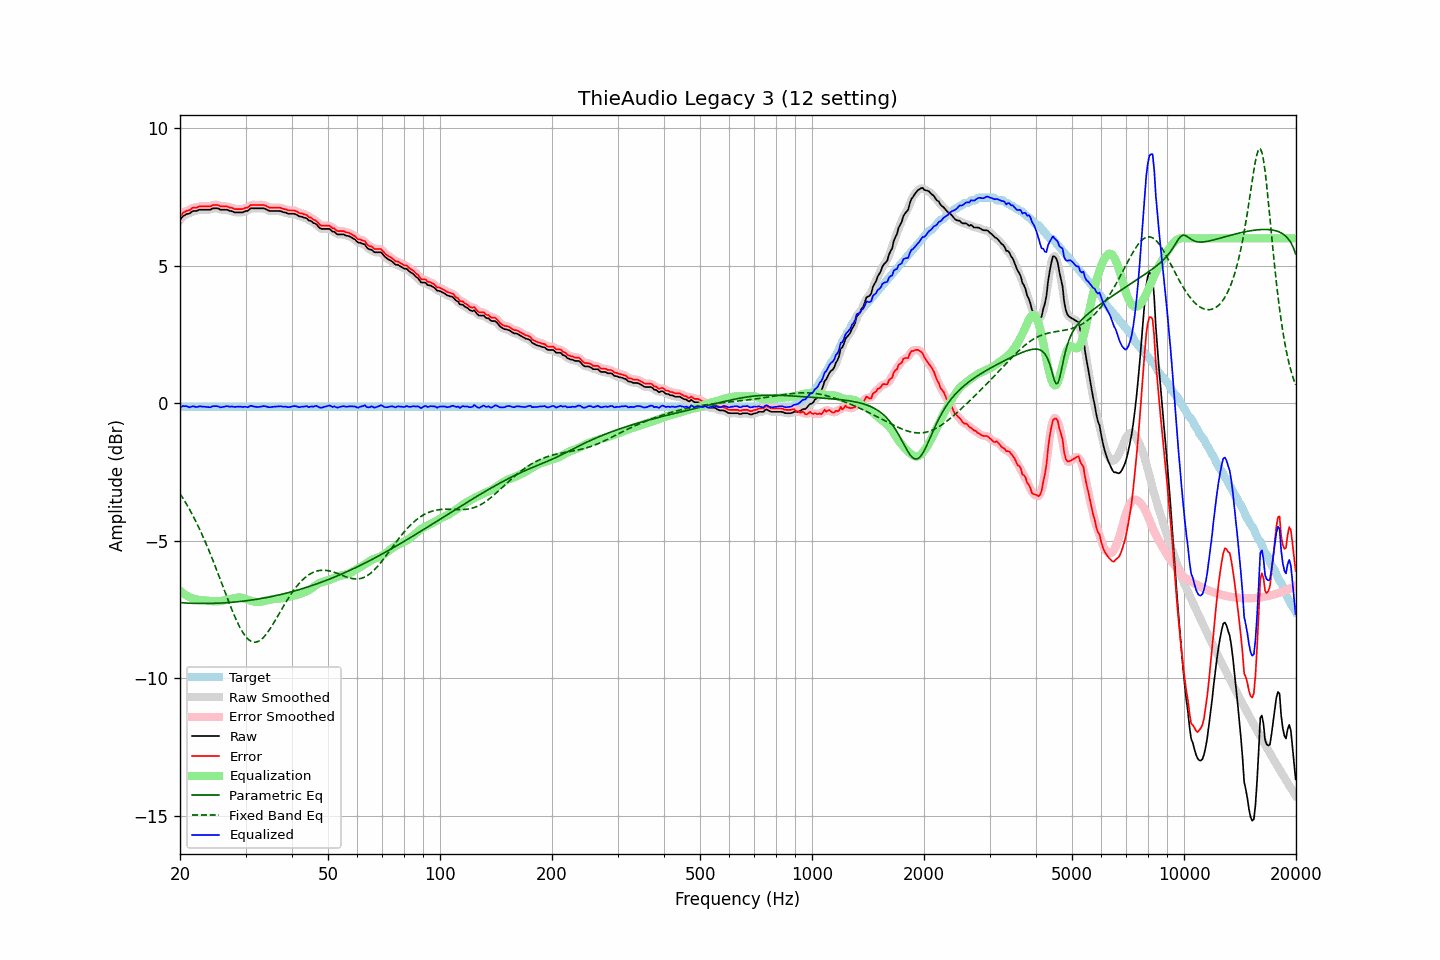 ThieAudio Legacy 3 (12 setting)
10
5
0
−5
−10
−15
Amplitude (dBr)
Target
Raw Smoothed
Error Smoothed
Raw
Error
Equalization
Parametric Eq
Fixed Band Eq
Equalized
20 50 100 200 500 1000 2000 5000 10000 20000
Frequency (Hz)